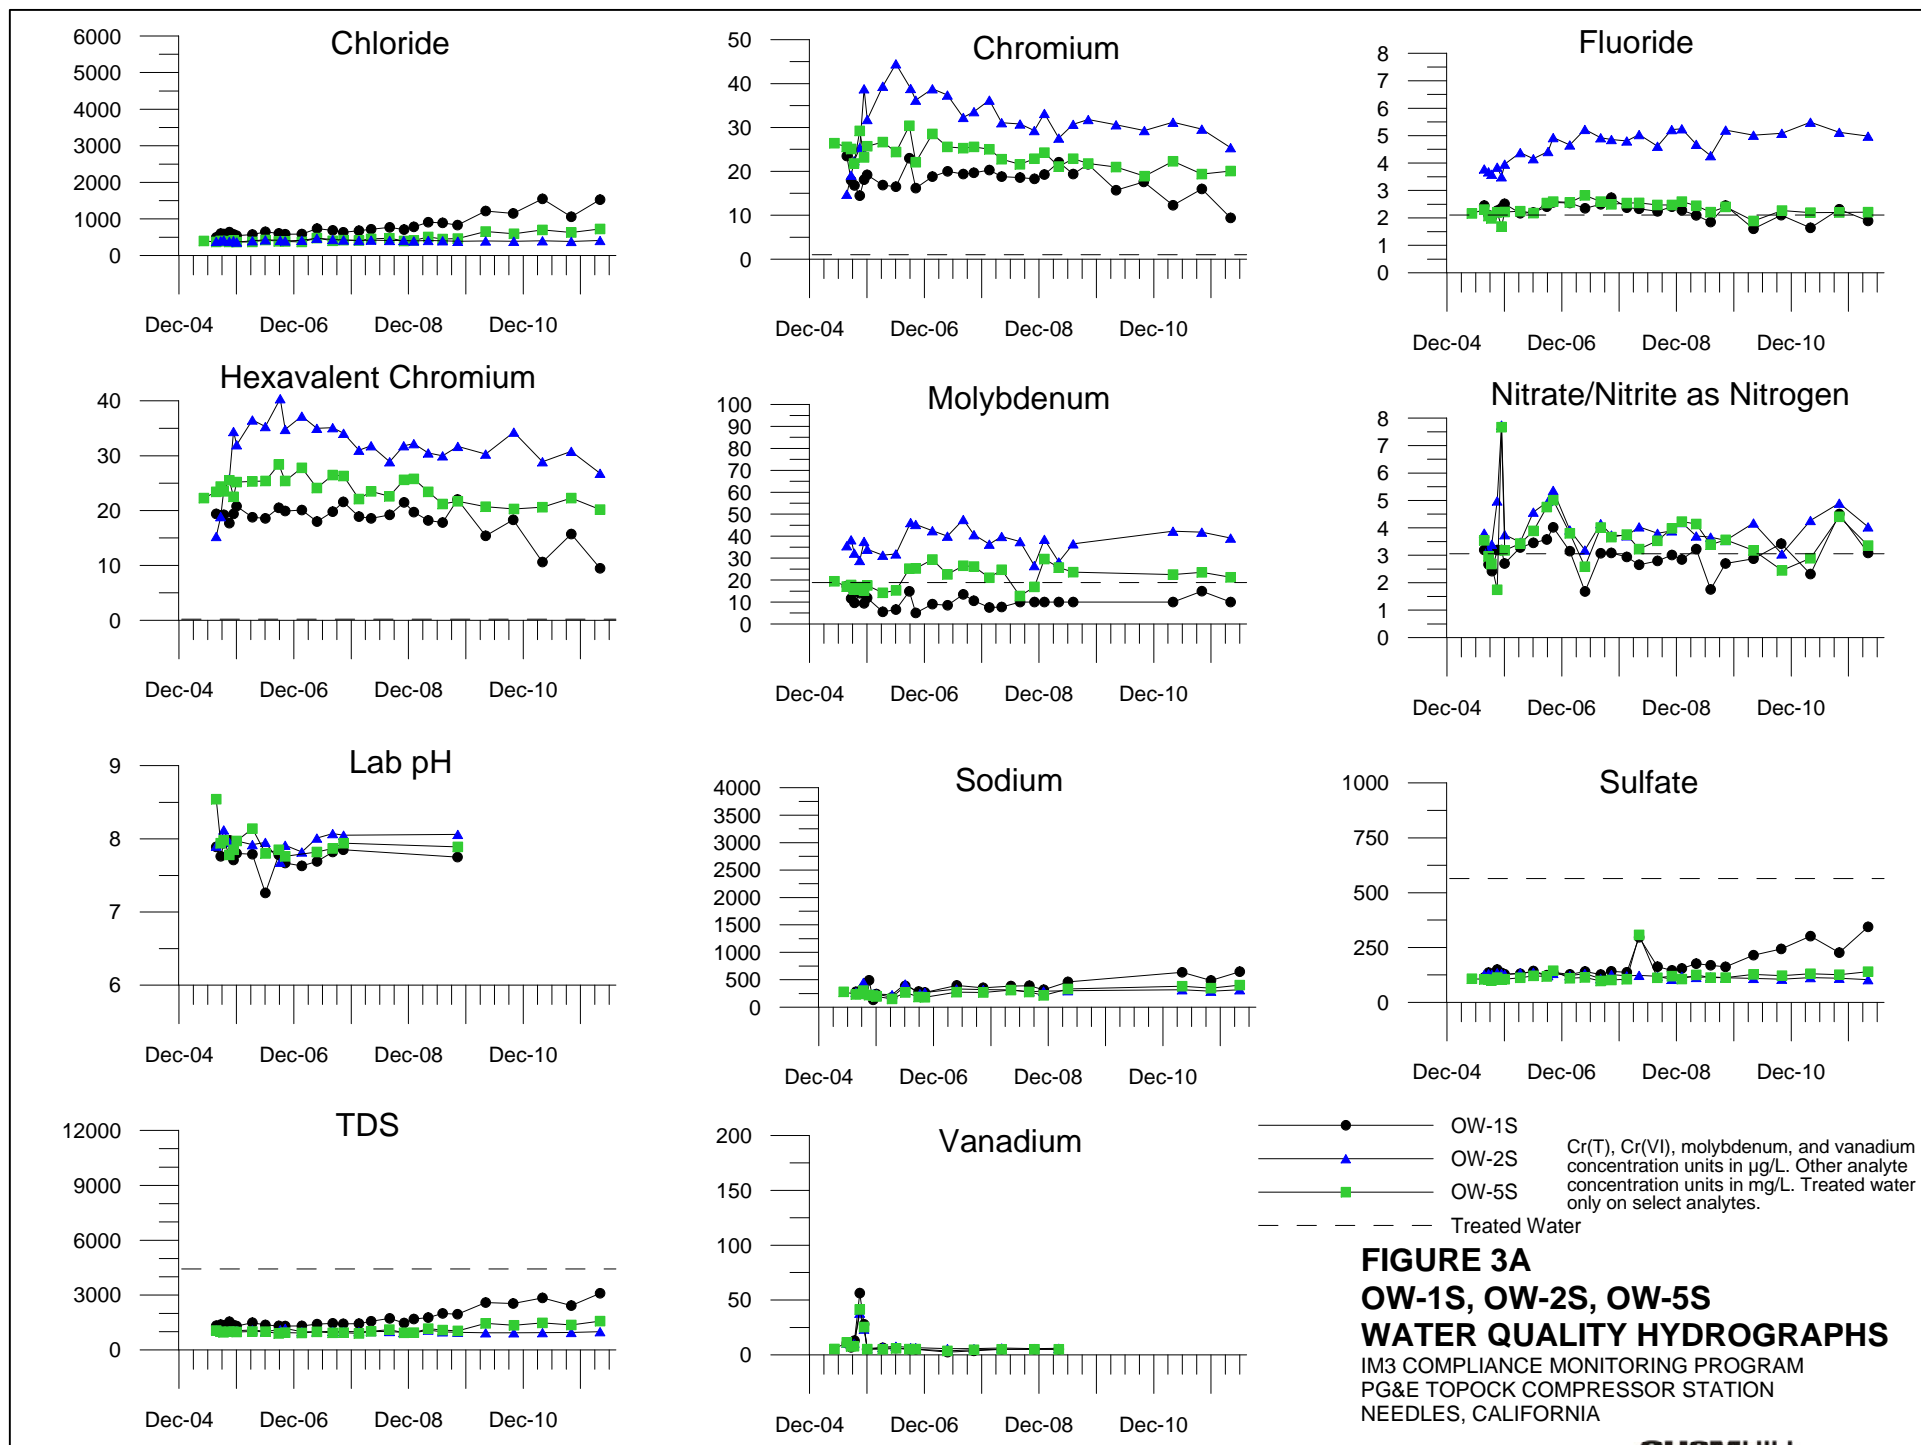 Chloride
6000
5000
4000
3000
2000
1000
0
Dec-04 Dec-06 Dec-08 Dec-10
Chromium
50
40
30
20
10
0
Dec-04 Dec-06 Dec-08 Dec-10
Fluoride
8
7
6
5
4
3
2
1
0
Dec-04 Dec-06 Dec-08 Dec-10
Hexavalent Chromium
40
30
20
10
0
Dec-04 Dec-06 Dec-08 Dec-10
Molybdenum
100
90
80
70
60
50
40
30
20
10
0
Dec-04 Dec-06 Dec-08 Dec-10
Nitrate/Nitrite as Nitrogen
8
7
6
5
4
3
2
1
0
Dec-04 Dec-06 Dec-08 Dec-10
Lab pH
9
8
7
6
Dec-04 Dec-06 Dec-08 Dec-10
Sodium
4000
3500
3000
2500
2000
1500
1000
500
0
Dec-04 Dec-06 Dec-08 Dec-10
Sulfate
1000
750
500
250
0
Dec-04 Dec-06 Dec-08 Dec-10
TDS
12000
9000
6000
3000
0
Dec-04 Dec-06 Dec-08 Dec-10
Vanadium
200
150
100
50
0
Dec-04 Dec-06 Dec-08 Dec-10
OW-1S
OW-2S
OW-5S
Treated Water
Cr(T), Cr(VI), molybdenum, and vanadium
concentration units in µg/L. Other analyte
concentration units in mg/L. Treated water
only on select analytes.
FIGURE 3A
OW-1S, OW-2S, OW-5S
WATER QUALITY HYDROGRAPHS
IM3 COMPLIANCE MONITORING PROGRAM
PG&E TOPOCK COMPRESSOR STATION
NEEDLES, CALIFORNIA